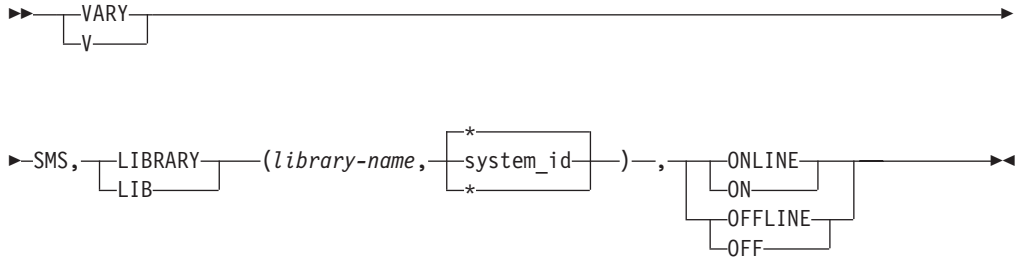 VARY
V
*
SMS, LIBRARY (library-name, system_id ) , ONLINE
LIB * ON
OFFLINE
OFF